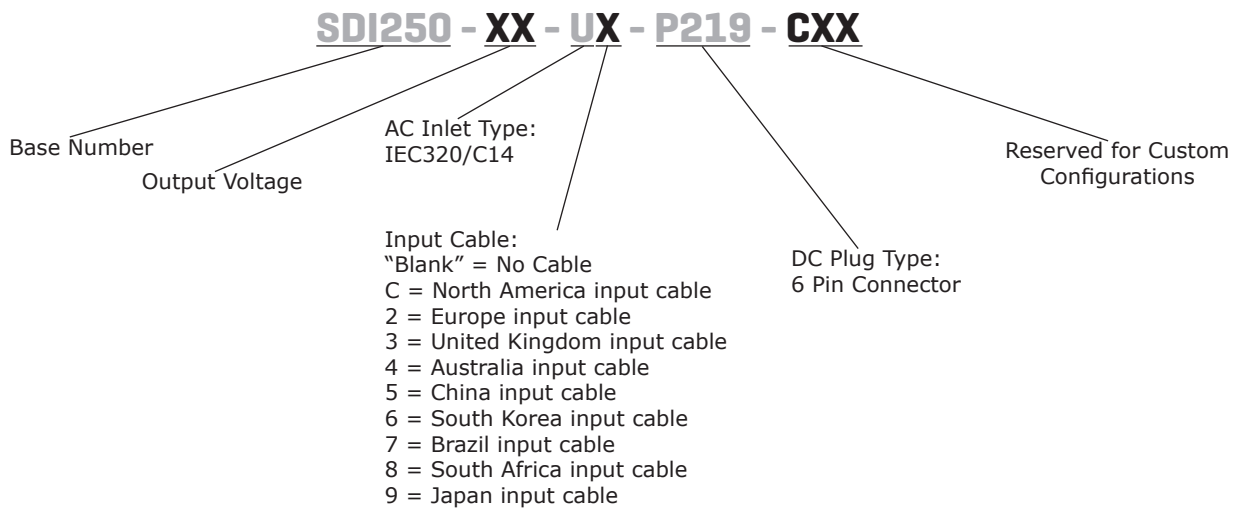 SDI250 - XX - UX - P219 - CXX
Base Number
Output Voltage
AC Inlet Type:
IEC320/C14
Input Cable:
“Blank” = No Cable
C = North America input cable
2 = Europe input cable
3 = United Kingdom input cable
4 = Australia input cable
5 = China input cable
6 = South Korea input cable
7 = Brazil input cable
8 = South Africa input cable
9 = Japan input cable
DC Plug Type:
6 Pin Connector
Reserved for Custom
Configurations